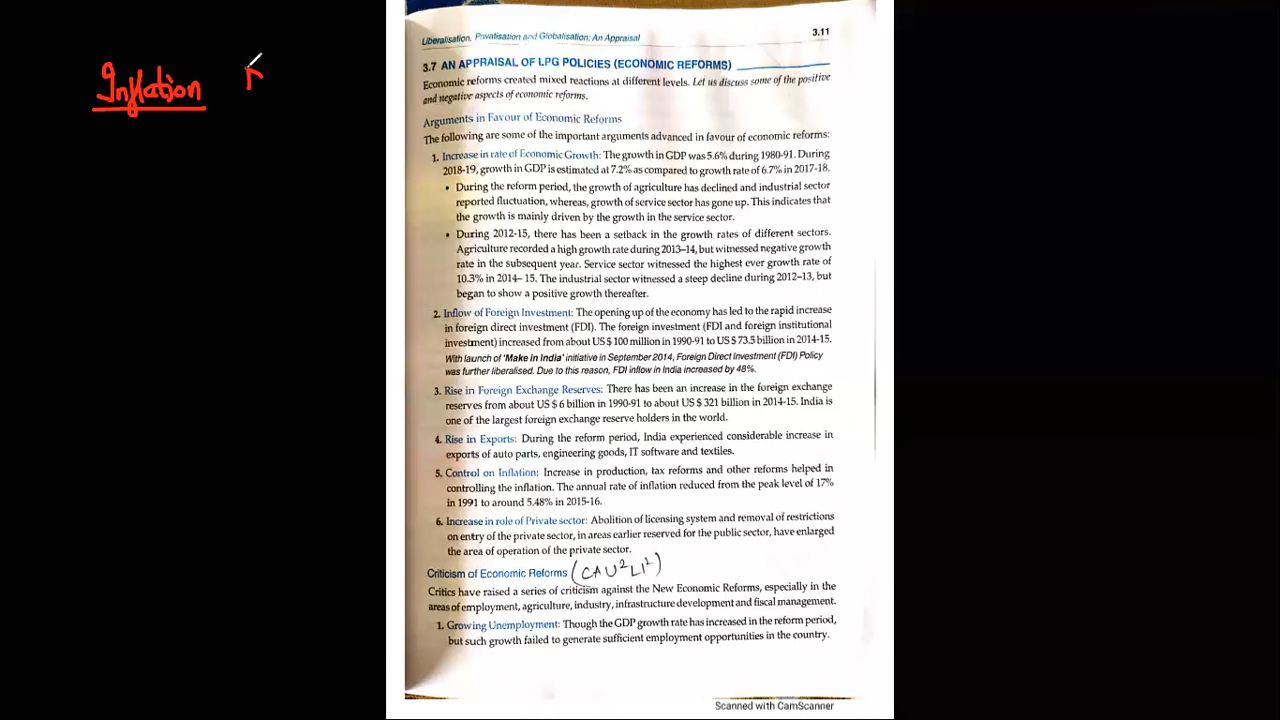 Inflation
Liberalisation, Privatisation and Globalisation: An Appraisal
3.11
3.7 AN APPRAISAL OF LPG POLICIES (ECONOMIC REFORMS)
Economic reforms created mixed reactions at different levels. Let us discuss some of the positive
and negative aspects of economic reforms.
Arguments in Favour of Economic Reforms
The following are some of the important arguments advanced in favour of economic reforms:
1. Increase in rate of Economic Growth: The growth in GDP was 5.6% during 1980-91. During
2018-19, growth in GDP is estimated at 7.2% as compared to growth rate of 6.7% in 2017-18.
• During the reform period, the growth of agriculture has declined and industrial sector
reported fluctuation, whereas, growth of service sector has gone up. This indicates that
the growth is mainly driven by the growth in the service sector.
• During 2012-15, there has been a setback in the growth rates of different sectors.
Agriculture recorded a high growth rate during 2013–14, but witnessed negative growth
rate in the subsequent year. Service sector witnessed the highest ever growth rate of
10.3% in 2014– 15. The industrial sector witnessed a steep decline during 2012–13, but
began to show a positive growth thereafter.
2. Inflow of Foreign Investment: The opening up of the economy has led to the rapid increase
in foreign direct investment (FDI). The foreign investment (FDI and foreign institutional
investment) increased from about US $ 100 million in 1990-91 to US $ 73.5 billion in 2014-15.
With launch of 'Make in India' initiative in September 2014, Foreign Direct Investment (FDI) Policy
was further liberalised. Due to this reason, FDI inflow in India increased by 48%.
3. Rise in Foreign Exchange Reserves: There has been an increase in the foreign exchange
reserves from about US $ 6 billion in 1990-91 to about US $ 321 billion in 2014-15. India is
one of the largest foreign exchange reserve holders in the world.
4. Rise in Exports: During the reform period, India experienced considerable increase in
exports of auto parts, engineering goods, IT software and textiles.
5. Control on Inflation: Increase in production, tax reforms and other reforms helped in
controlling the inflation. The annual rate of inflation reduced from the peak level of 17%
in 1991 to around 5.48% in 2015-16.
6. Increase in role of Private sector: Abolition of licensing system and removal of restrictions
on entry of the private sector, in areas earlier reserved for the public sector, have enlarged
the area of operation of the private sector.
Criticism of Economic Reforms (CAU²LI²)
Critics have raised a series of criticism against the New Economic Reforms, especially in the
areas of employment, agriculture, industry, infrastructure development and fiscal management.
1. Growing Unemployment: Though the GDP growth rate has increased in the reform period,
but such growth failed to generate sufficient employment opportunities in the country.
Scanned with CamScanner